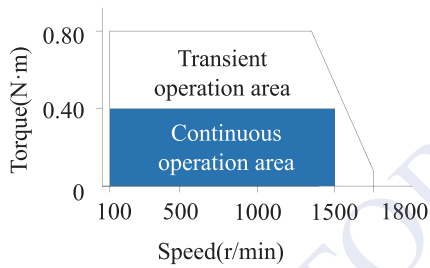 0.80
Transient
operation area
0.40
Continuous
operation area
0
100 500 1000 1500 1800
Torque(N·m)
Speed(r/min)